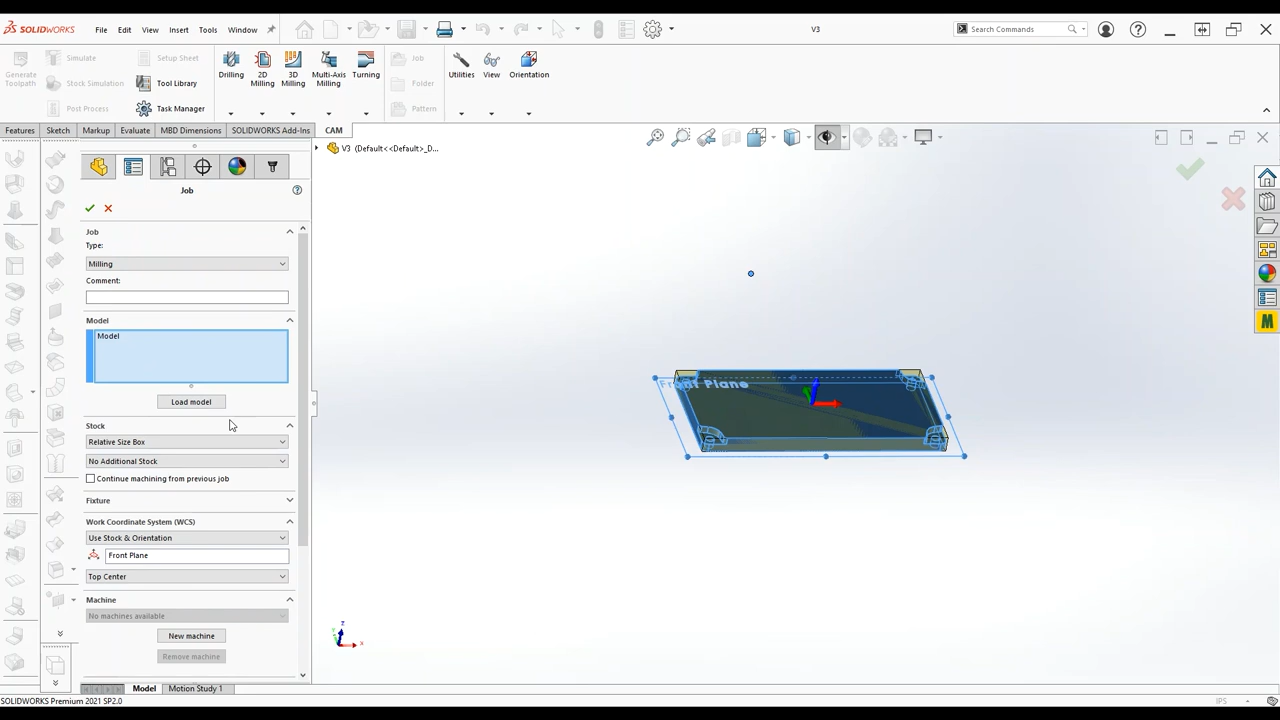 SOLIDWORKS File Edit View Insert Tools Window V3 Search Commands
Generate Toolpath
Simulate
Stock Simulation
Post Process
Setup Sheet
Tool Library
Task Manager
Drilling
2D Milling
3D Milling
Multi-Axis Milling
Turning
Job
Folder
Pattern
Utilities
View
Orientation
Features Sketch Markup Evaluate MBD Dimensions SOLIDWORKS Add-Ins CAM
V3 (Default<<Default>_D...
Job
Job
Type:
Milling
Comment:
Model
Model
Load model
Stock
Relative Size Box
No Additional Stock
Continue machining from previous job
Fixture
Work Coordinate System (WCS)
Use Stock & Orientation
Front Plane
Top Center
Machine
No machines available
New machine
Remove machine
Front Plane
Z
Y
X
M
Model Motion Study 1
SOLIDWORKS Premium 2021 SP2.0 IPS